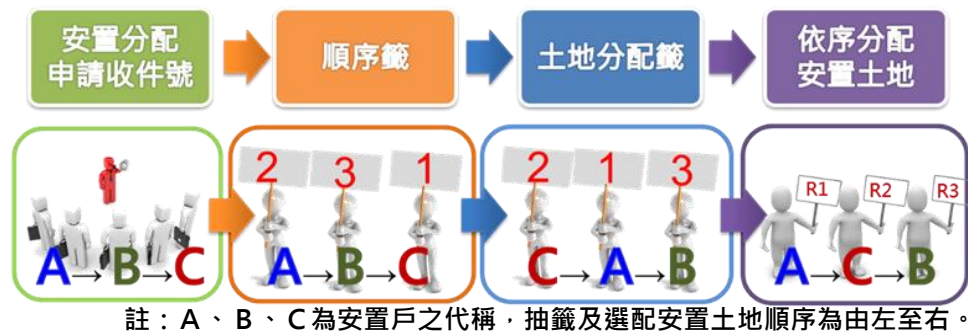 安置分配
申請收件號
順序籤
土地分配籤
依序分配
安置土地
A→B→C
2 3 1
A→B→C
2 1 3
C→A→B
R1 R2 R3
A→C→B
註：A、B、C為安置戶之代稱，抽籤及選配安置土地順序為由左至右。